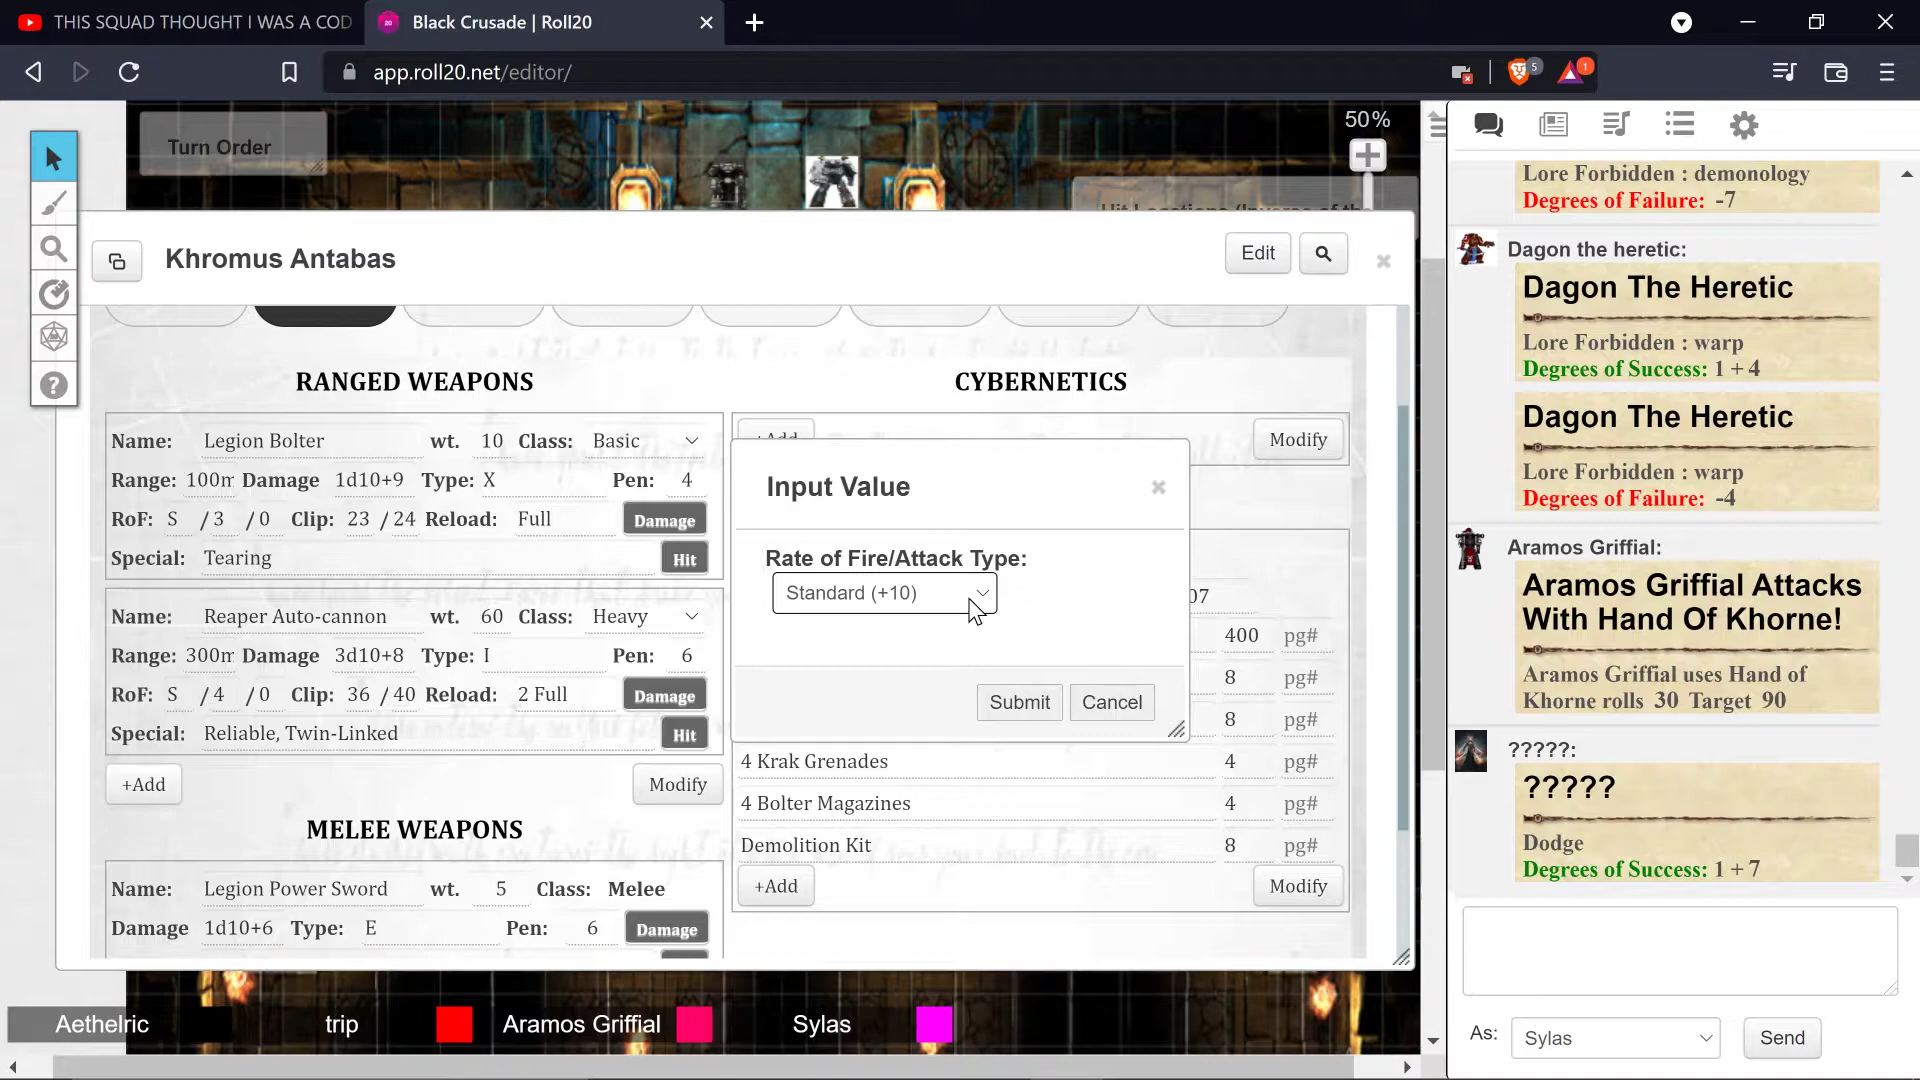 THIS SQUAD THOUGHT I WAS A COD
Black Crusade | Roll20
app.roll20.net/editor/
5
1
Turn Order
50%
Khromus Antabas
Edit
RANGED WEAPONS
Name: Legion Bolter wt. 10 Class: Basic
Range: 100m Damage 1d10+9 Type: X Pen: 4
RoF: S / 3 / 0 Clip: 23 / 24 Reload: Full Damage
Special: Tearing Hit
Name: Reaper Auto-cannon wt. 60 Class: Heavy
Range: 300m Damage 3d10+8 Type: I Pen: 6
RoF: S / 4 / 0 Clip: 36 / 40 Reload: 2 Full Damage
Special: Reliable, Twin-Linked Hit
+Add Modify
MELEE WEAPONS
Name: Legion Power Sword wt. 5 Class: Melee
Damage 1d10+6 Type: E Pen: 6 Damage
CYBERNETICS
+Add Modify
Input Value
Rate of Fire/Attack Type:
Standard (+10)
Submit Cancel
07
400 pg#
8 pg#
8 pg#
4 Krak Grenades 4 pg#
4 Bolter Magazines 4 pg#
Demolition Kit 8 pg#
+Add Modify
Aethelric trip Aramos Griffial Sylas
Lore Forbidden : demonology
Degrees of Failure: -7
Dagon the heretic:
Dagon The Heretic
Lore Forbidden : warp
Degrees of Success: 1 + 4
Dagon The Heretic
Lore Forbidden : warp
Degrees of Failure: -4
Aramos Griffial:
Aramos Griffial Attacks
With Hand Of Khorne!
Aramos Griffial uses Hand of
Khorne rolls 30 Target 90
?????:
?????
Dodge
Degrees of Success: 1 + 7
As: Sylas Send